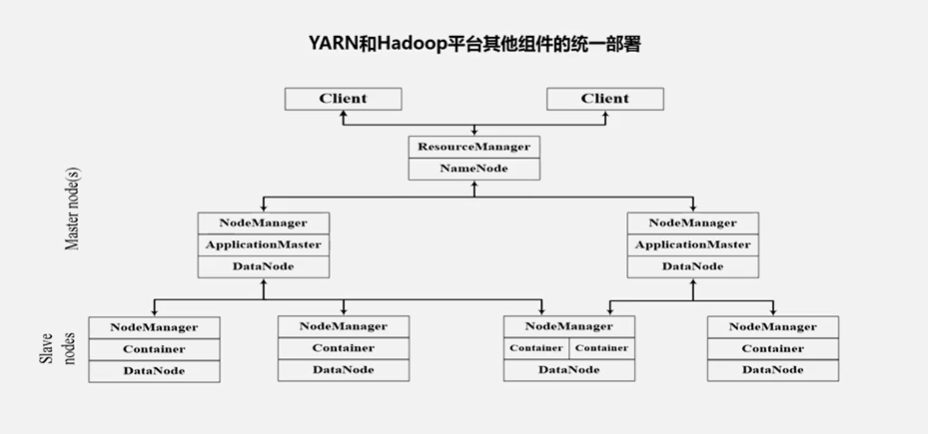 YARN和Hadoop平台其他组件的统一部署
Client
Client
ResourceManager
NameNode
Master node(s)
NodeManager
ApplicationMaster
DataNode
NodeManager
ApplicationMaster
DataNode
Slave
nodes
NodeManager
Container
DataNode
NodeManager
Container
DataNode
NodeManager
Container Container
DataNode
NodeManager
Container
DataNode